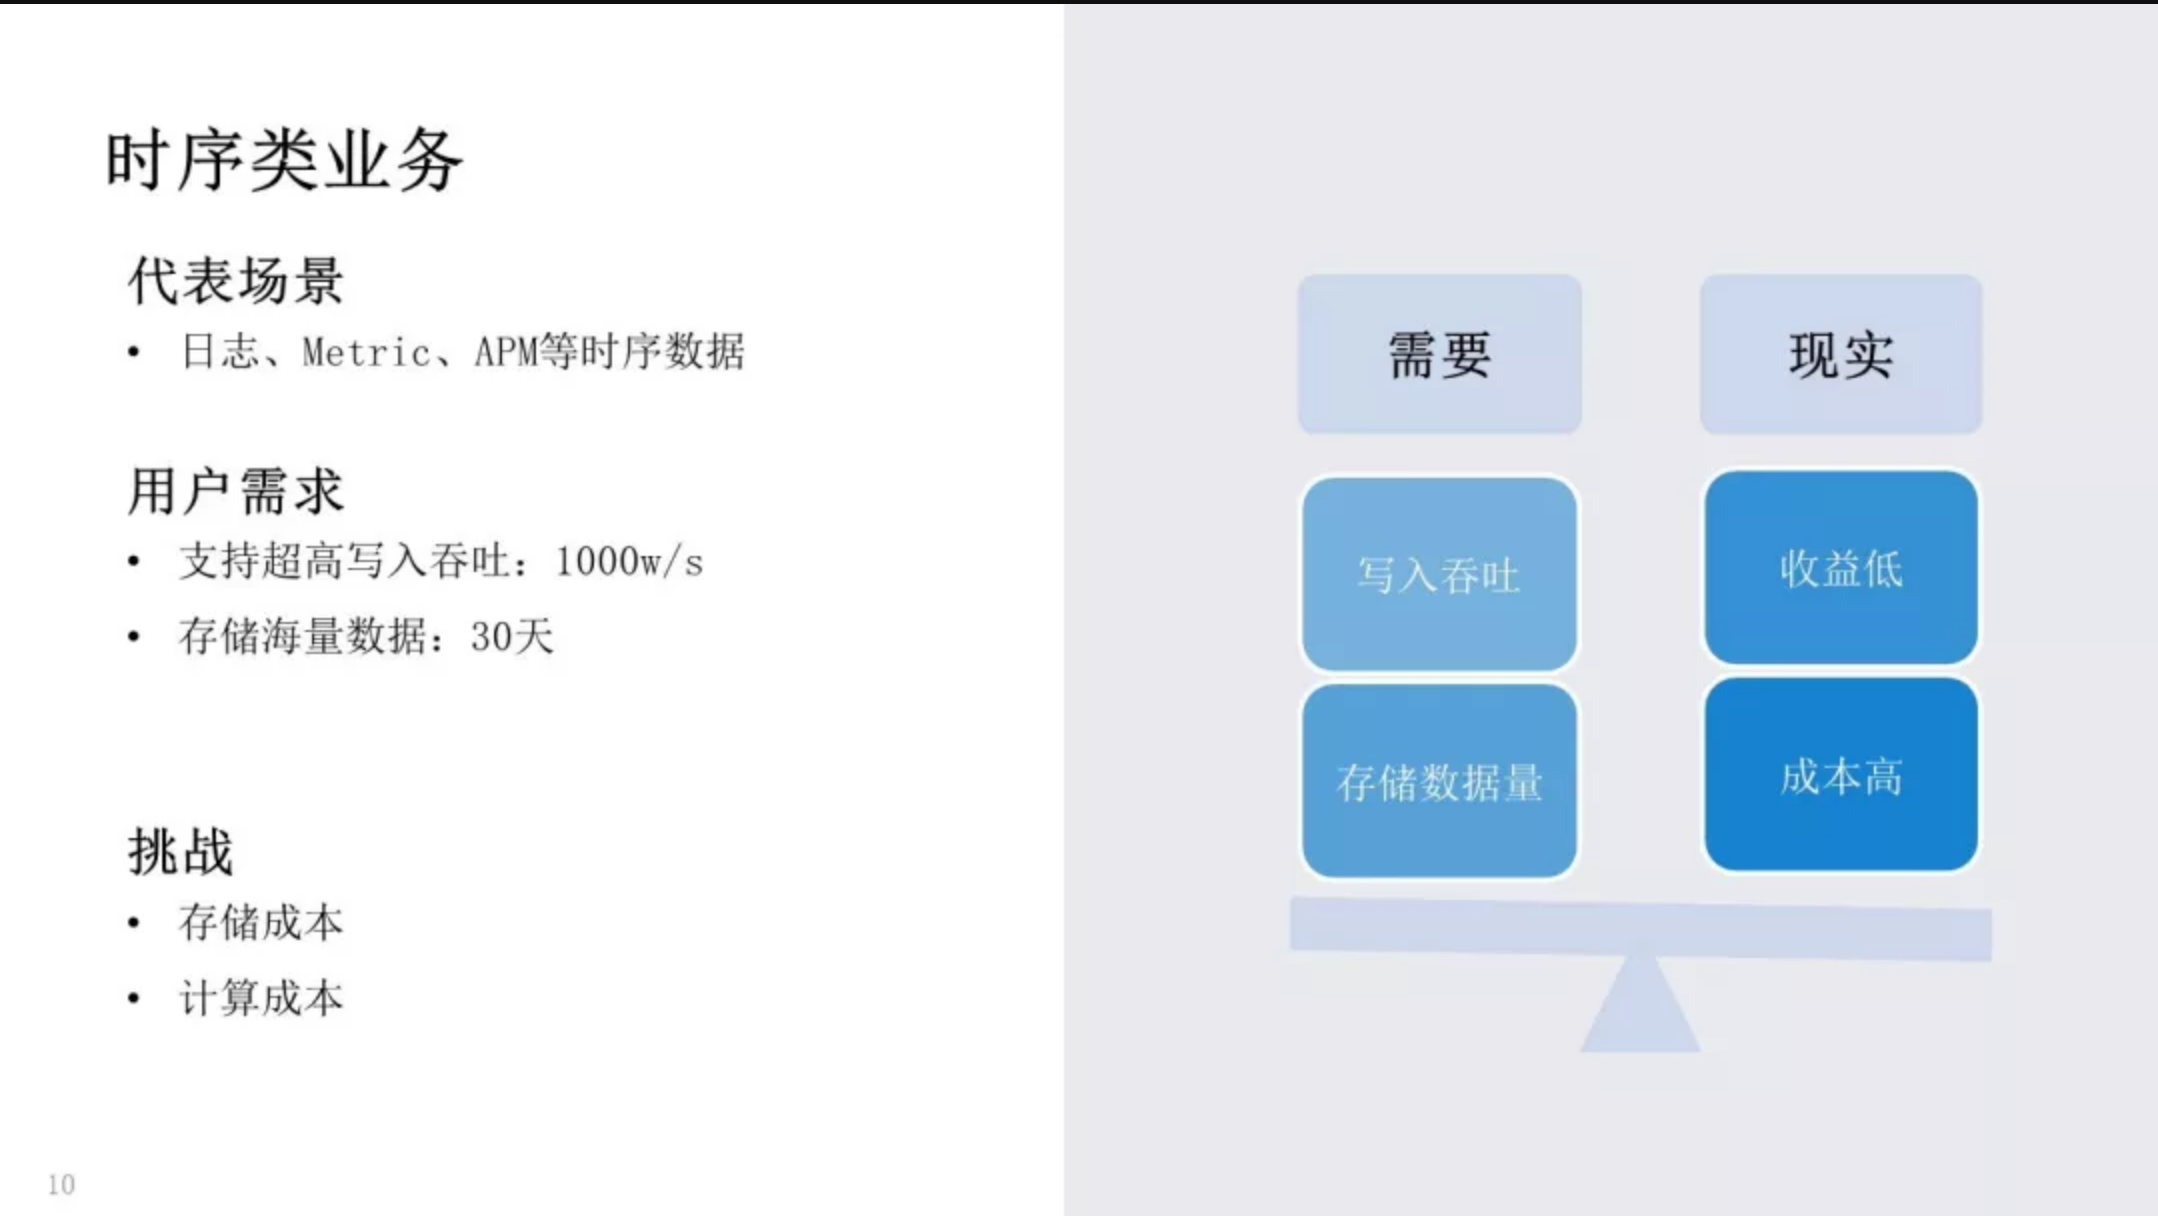 时序类业务
代表场景
• 日志、Metric、APM等时序数据
用户需求
• 支持超高写入吞吐：1000w/s
• 存储海量数据：30天
挑战
• 存储成本
• 计算成本
10
需要
现实
写入吞吐
收益低
存储数据量
成本高